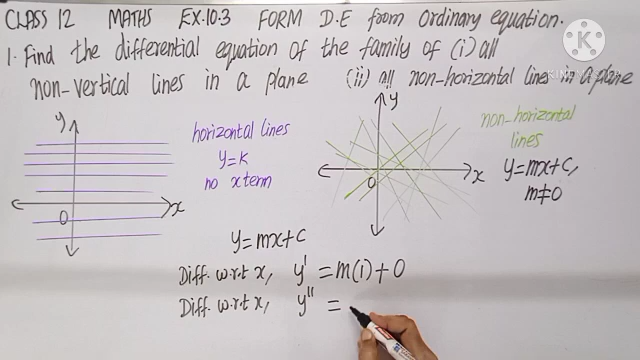 CLASS 12 MATHS EX.10.3 FORM D.E from ordinary equation.
1. Find the differential equation of the family of (i) all
non-vertical lines in a plane (ii) all non-horizontal lines in a plane
y
horizontal lines
y=k
no x term
0
x
y
non-horizontal
lines
y=mx+c,
m≠0
0
x
y=mx+c
Diff. w.r.t x, y' = m(1)+0
Diff. w.r.t x, y'' =